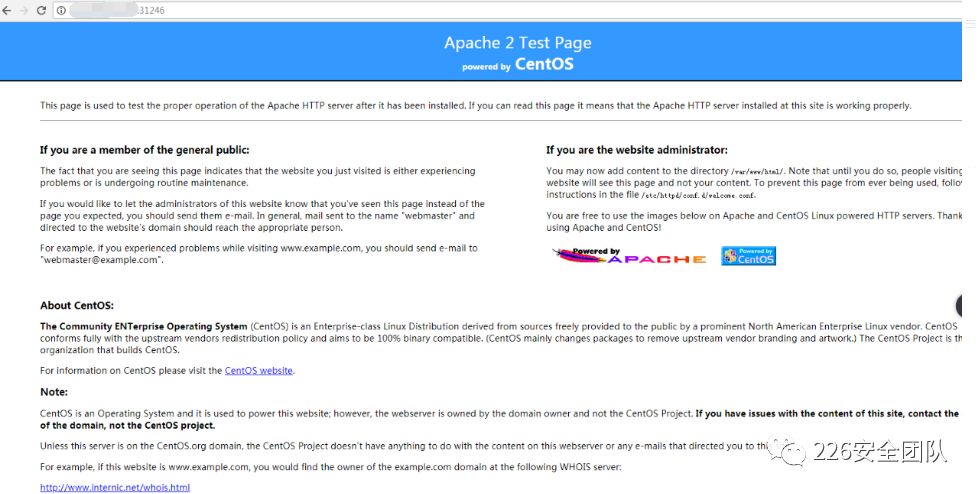 31246
Apache 2 Test Page
powered by CentOS
This page is used to test the proper operation of the Apache HTTP server after it has been installed. If you can read this page it means that the Apache HTTP server installed at this site is working properly.
If you are a member of the general public:
The fact that you are seeing this page indicates that the website you just visited is either experiencing
problems or is undergoing routine maintenance.
If you would like to let the administrators of this website know that you've seen this page instead of the
page you expected, you should send them e-mail. In general, mail sent to the name "webmaster" and
directed to the website's domain should reach the appropriate person.
For example, if you experienced problems while visiting www.example.com, you should send e-mail to
"webmaster@example.com".
If you are the website administrator:
You may now add content to the directory /var/www/html/. Note that until you do so, people visiting
website will see this page and not your content. To prevent this page from ever being used, follow
instructions in the file /etc/httpd/conf.d/welcome.conf.
You are free to use the images below on Apache and CentOS Linux powered HTTP servers. Thank
using Apache and CentOS!
Powered by
APACHE
Powered by
CentOS
About CentOS:
The Community ENTerprise Operating System (CentOS) is an Enterprise-class Linux Distribution derived from sources freely provided to the public by a prominent North American Enterprise Linux vendor. CentOS
conforms fully with the upstream vendors redistribution policy and aims to be 100% binary compatible. (CentOS mainly changes packages to remove upstream vendor branding and artwork.) The CentOS Project is th
organization that builds CentOS.
For information on CentOS please visit the CentOS website.
Note:
CentOS is an Operating System and it is used to power this website; however, the webserver is owned by the domain owner and not the CentOS Project. If you have issues with the content of this site, contact the
of the domain, not the CentOS project.
Unless this server is on the CentOS.org domain, the CentOS Project doesn't have anything to do with the content on this webserver or any e-mails that directed you to
For example, if this website is www.example.com, you would find the owner of the example.com domain at the following WHOIS server:
http://www.internic.net/whois.html
226安全团队